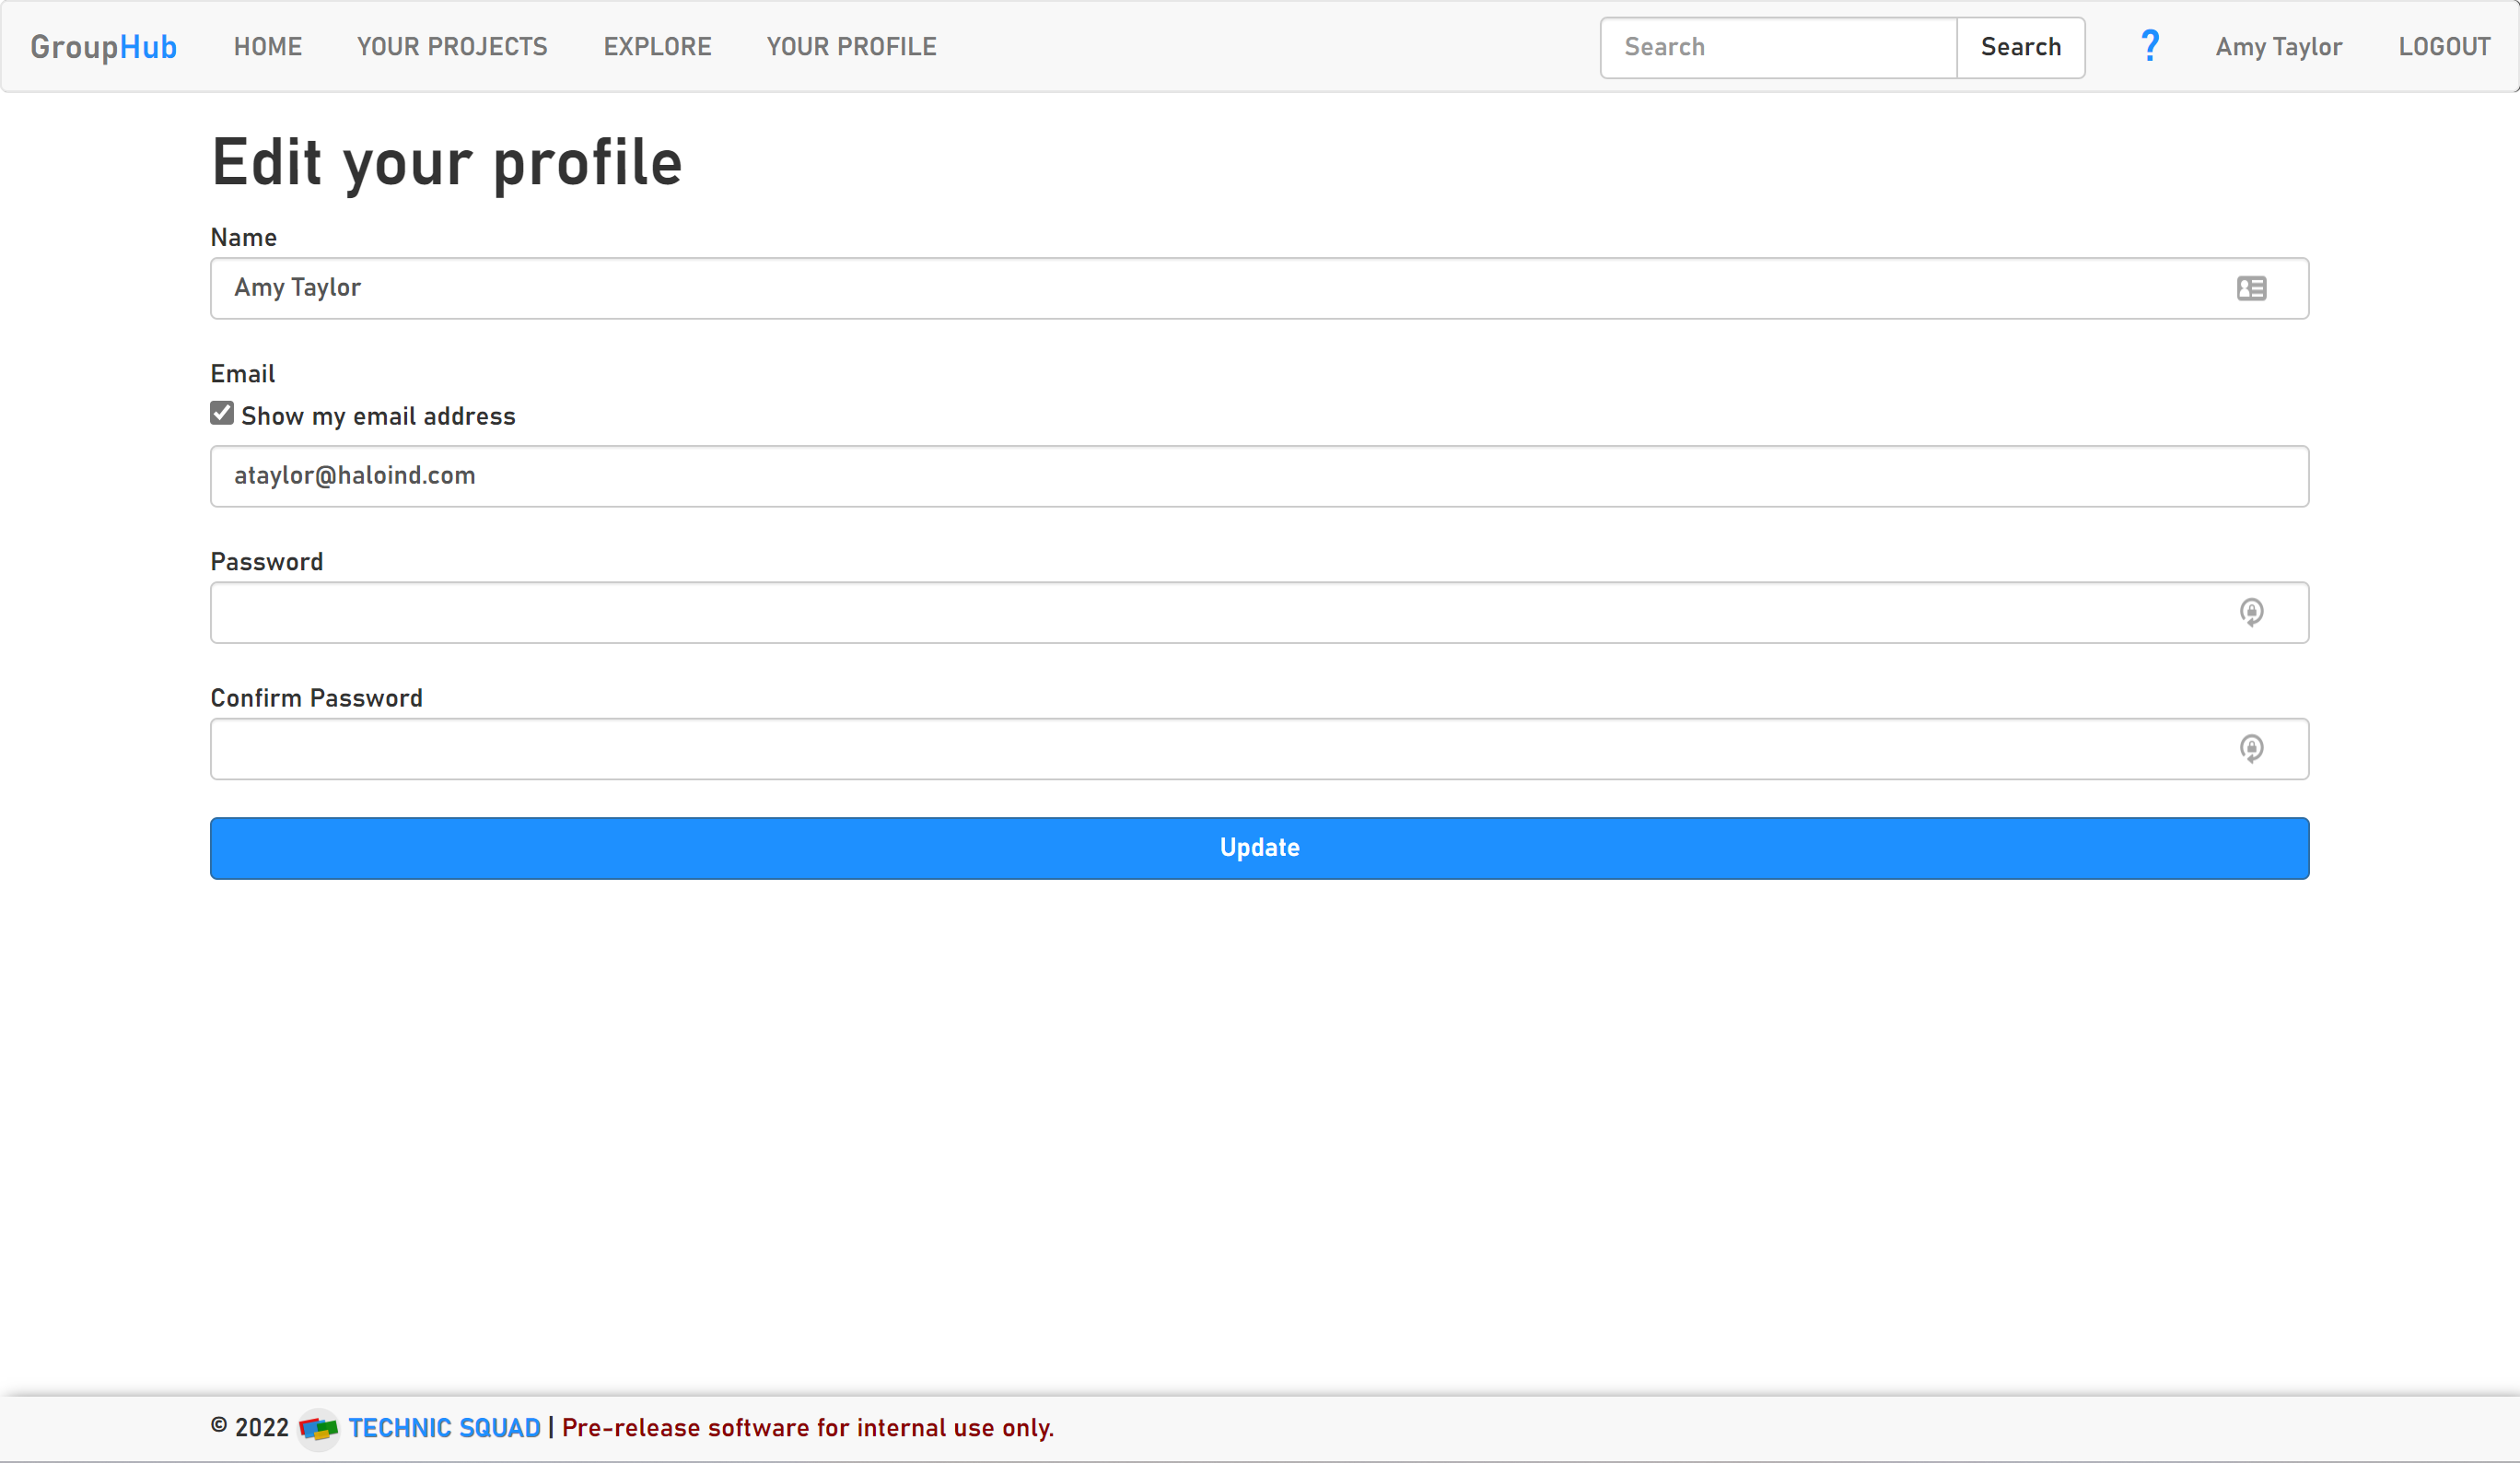 GroupHub HOME YOUR PROJECTS EXPLORE YOUR PROFILE Search Search ? Amy Taylor LOGOUT
Edit your profile
Name
Amy Taylor
Email
Show my email address
ataylor@haloind.com
Password
Confirm Password
Update
© 2022 TECHNIC SQUAD | Pre-release software for internal use only.